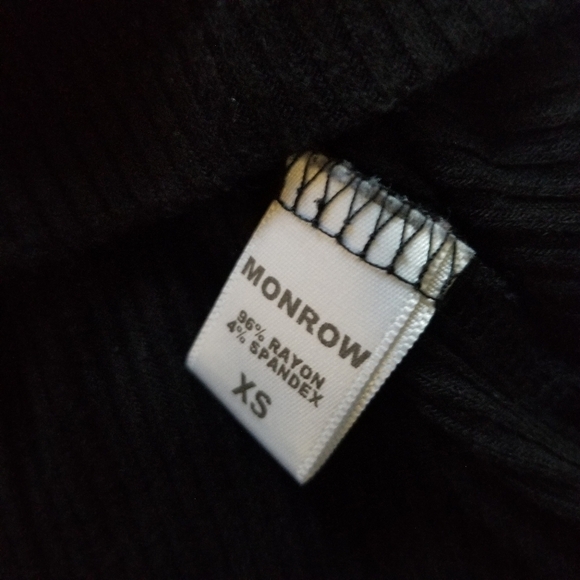 MONROW
96% RAYON
4% SPANDEX
XS